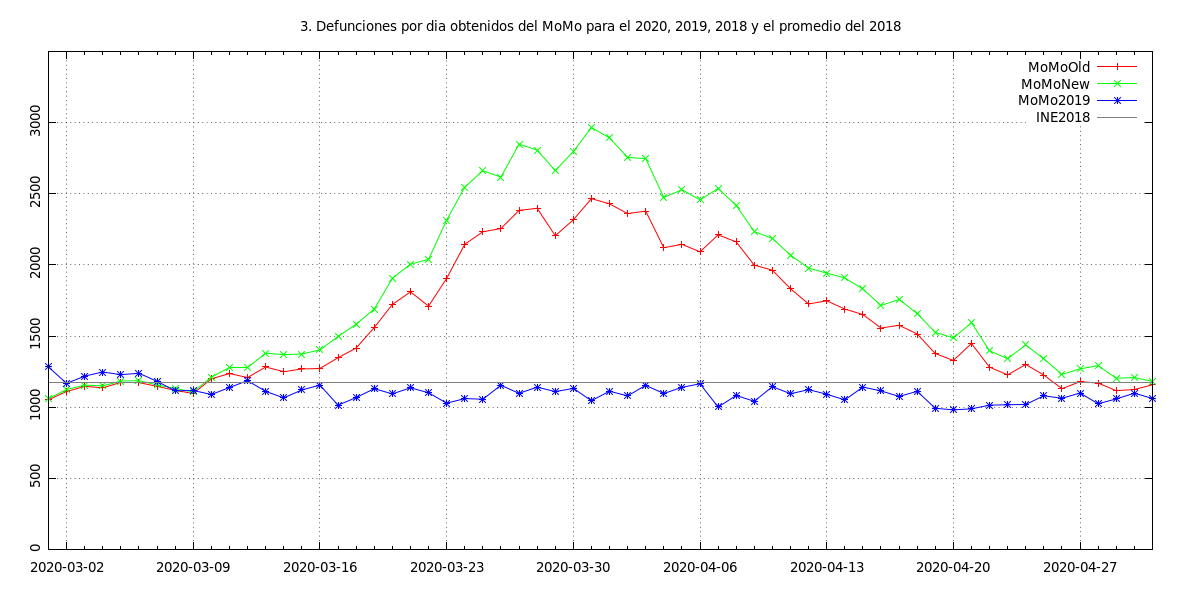 3. Defunciones por dia obtenidos del MoMo para el 2020, 2019, 2018 y el promedio del 2018
MoMoOld
MoMoNew
MoMo2019
INE2018
3000
2500
2000
1500
1000
500
0
2020-03-02 2020-03-09 2020-03-16 2020-03-23 2020-03-30 2020-04-06 2020-04-13 2020-04-20 2020-04-27